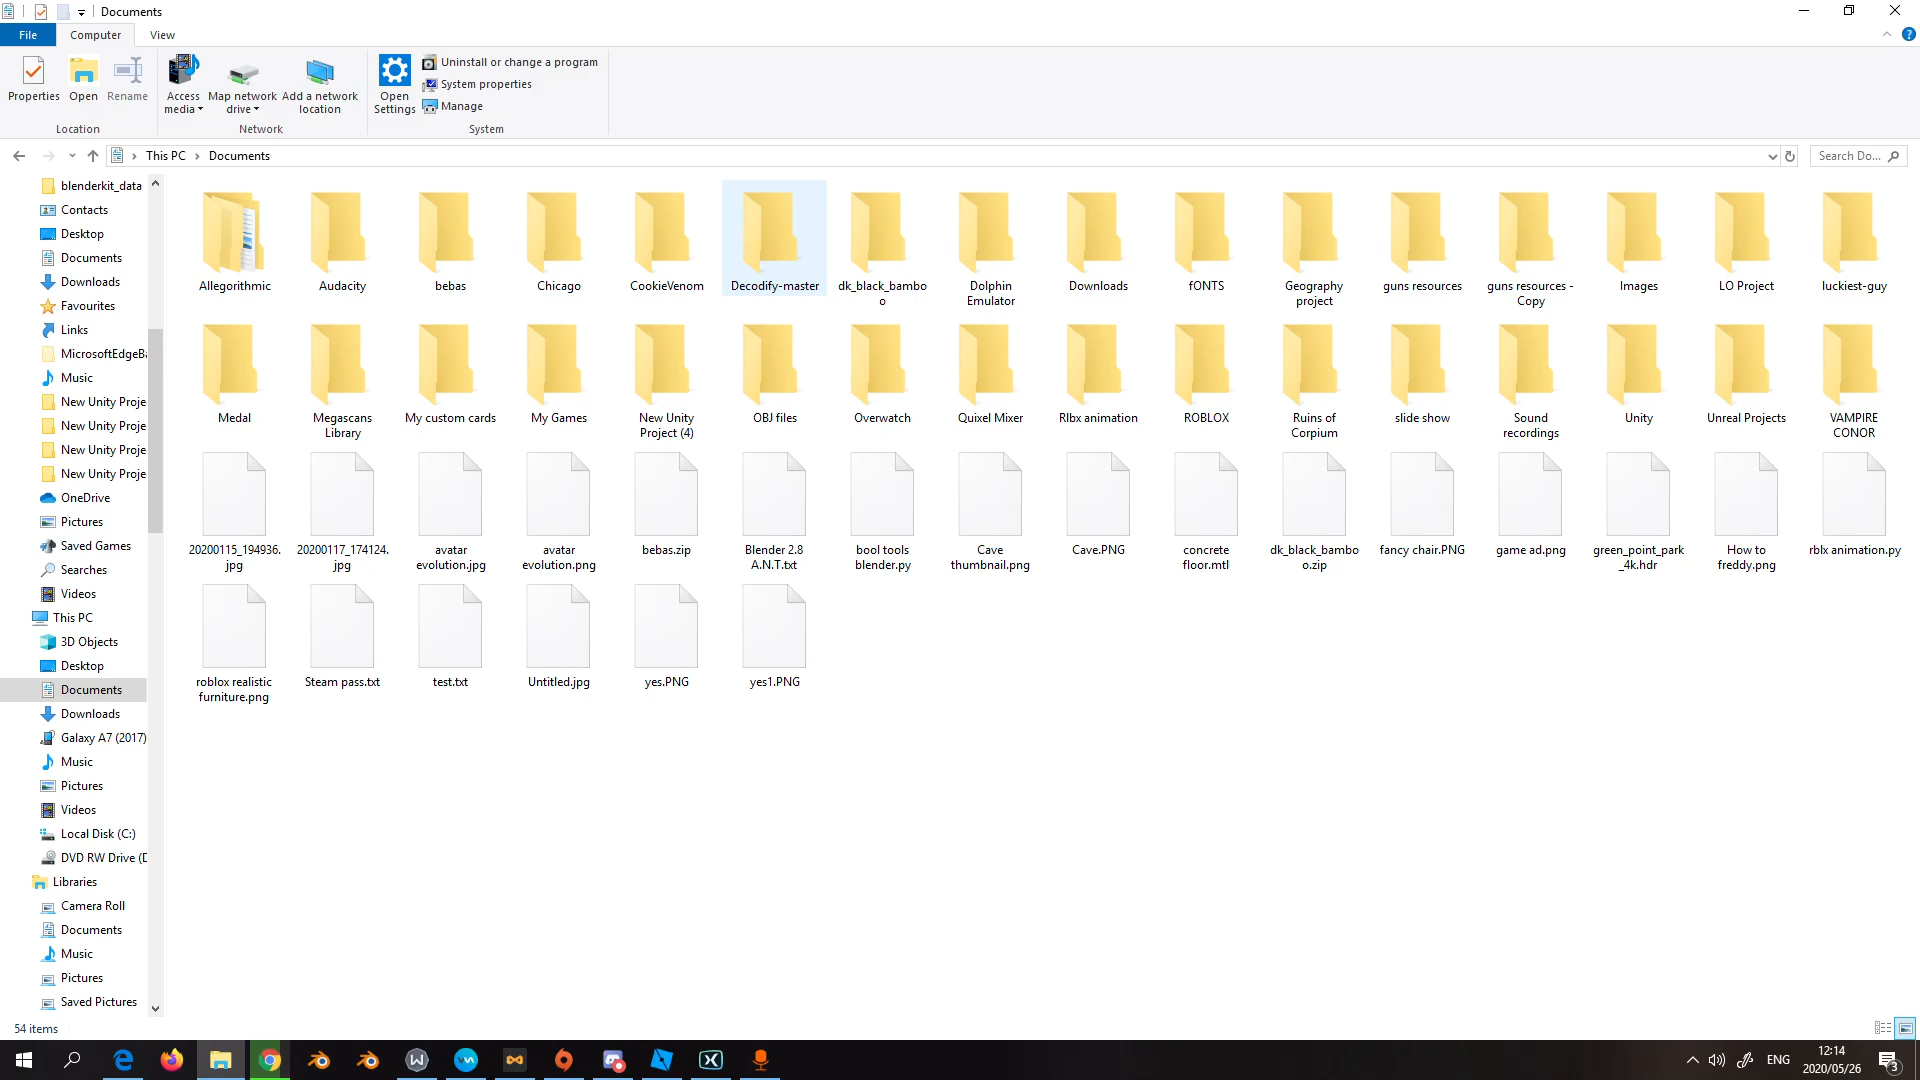 Documents
File
Computer
View
Properties
Open
Rename
Access
media
Map network
drive
Add a network
location
Open
Settings
Uninstall or change a program
System properties
Manage
Location
Network
System
This PC
Documents
Search Do...
blenderkit_data
Contacts
Desktop
Documents
Downloads
Favourites
Links
MicrosoftEdgeBa
Music
New Unity Proje
New Unity Proje
New Unity Proje
New Unity Proje
OneDrive
Pictures
Saved Games
Searches
Videos
This PC
3D Objects
Desktop
Documents
Downloads
Galaxy A7 (2017)
Music
Pictures
Videos
Local Disk (C:)
DVD RW Drive (D
Libraries
Camera Roll
Documents
Music
Pictures
Saved Pictures
Allegorithmic
Audacity
bebas
Chicago
CookieVenom
Decodify-master
dk_black_bambo
o
Dolphin
Emulator
Downloads
fONTS
Geography
project
guns resources
guns resources -
Copy
Images
LO Project
luckiest-guy
Medal
Megascans
Library
My custom cards
My Games
New Unity
Project (4)
OBJ files
Overwatch
Quixel Mixer
Rlbx animation
ROBLOX
Ruins of
Corpium
slide show
Sound
recordings
Unity
Unreal Projects
VAMPIRE
CONOR
20200115_194936.
jpg
20200117_174124.
jpg
avatar
evolution.jpg
avatar
evolution.png
bebas.zip
Blender 2.8
A.N.T.txt
bool tools
blender.py
Cave
thumbnail.png
Cave.PNG
concrete
floor.mtl
dk_black_bambo
o.zip
fancy chair.PNG
game ad.png
green_point_park
_4k.hdr
How to
freddy.png
rblx animation.py
roblox realistic
furniture.png
Steam pass.txt
test.txt
Untitled.jpg
yes.PNG
yes1.PNG
54 items
ENG
12:14
2020/05/26
3